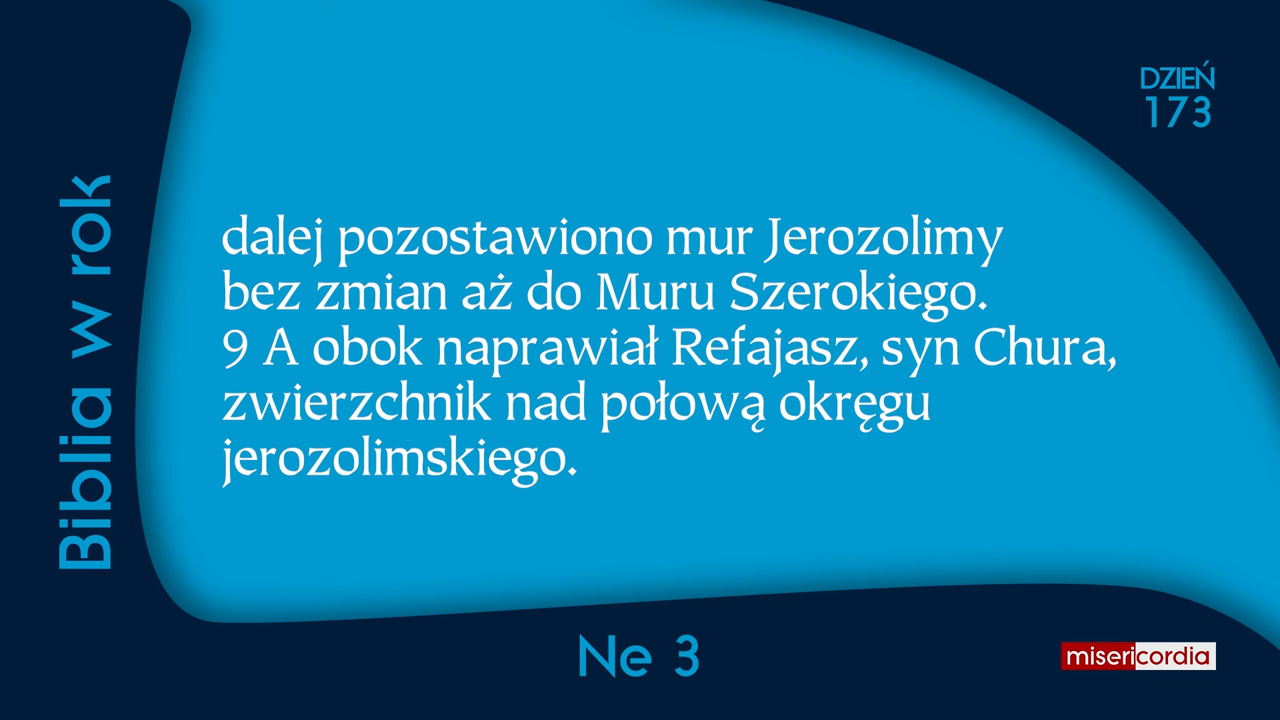 DZIEŃ
173
Biblia w rok
dalej pozostawiono mur Jerozolimy
bez zmian aż do Muru Szerokiego.
9 A obok naprawiał Refajasz, syn Chura,
zwierzchnik nad połową okręgu
jerozolimskiego.
Ne 3
misericordia